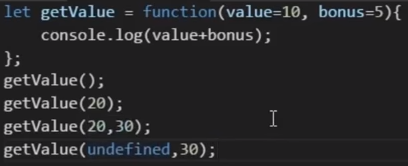 let getValue = function(value=10, bonus=5){
    console.log(value+bonus);
};
getValue();
getValue(20);
getValue(20,30);
getValue(undefined,30);